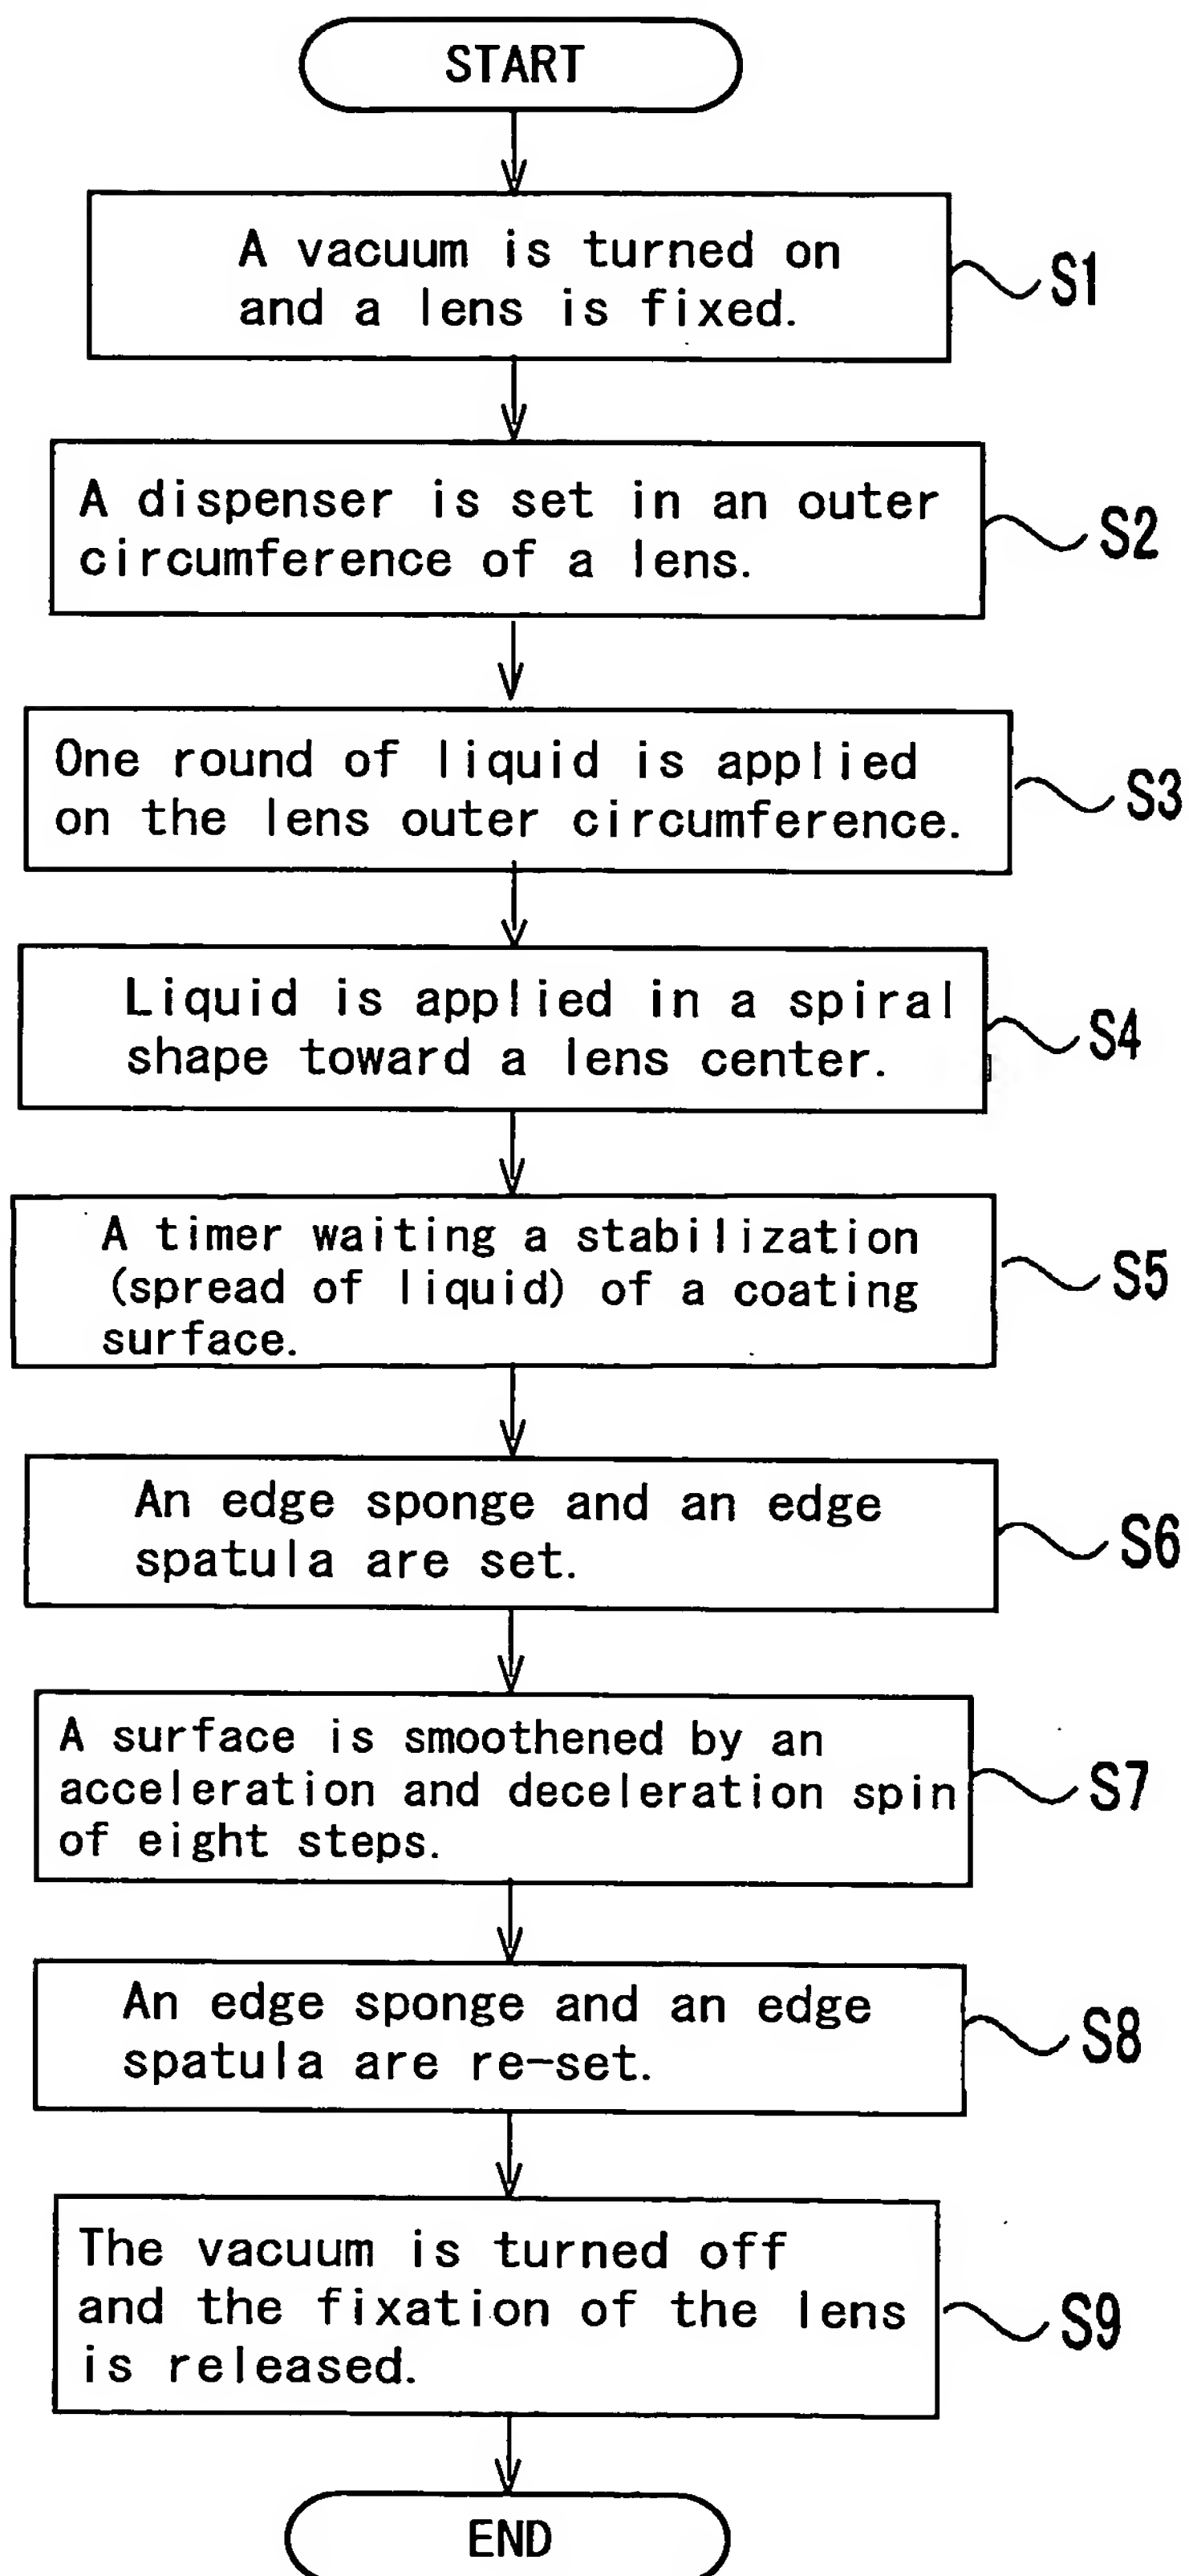 START
A vacuum is turned on
and a lens is fixed.
S1
A dispenser is set in an outer
circumference of a lens.
S2
One round of liquid is applied
on the lens outer circumference.
S3
Liquid is applied in a spiral
shape toward a lens center.
S4
A timer waiting a stabilization
(spread of liquid) of a coating
surface.
S5
An edge sponge and an edge
spatula are set.
S6
A surface is smoothened by an
acceleration and deceleration spin
of eight steps.
S7
An edge sponge and an edge
spatula are re-set.
S8
The vacuum is turned off
and the fixation of the lens
is released.
S9
END